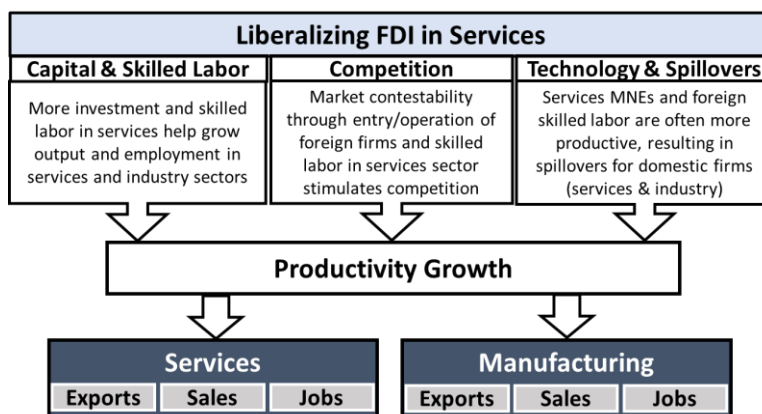 Liberalizing FDI in Services
Capital & Skilled Labor
More investment and skilled
labor in services help grow
output and employment in
services and industry sectors
Competition
Market contestability
through entry/operation of
foreign firms and skilled
labor in services sector
stimulates competition
Technology & Spillovers
Services MNEs and foreign
skilled labor are often more
productive, resulting in
spillovers for domestic firms
(services & industry)
Productivity Growth
Services
Exports
Sales
Jobs
Manufacturing
Exports
Sales
Jobs